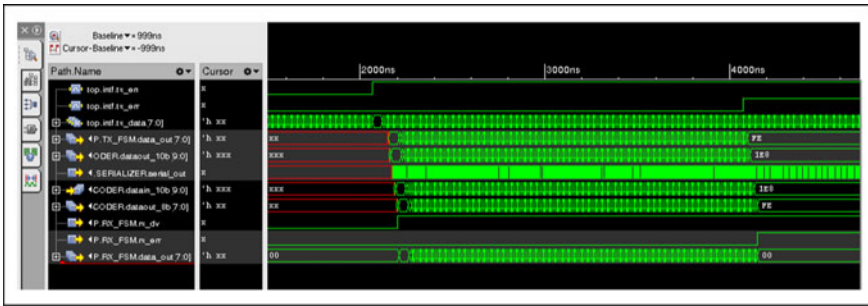 Baseline▼= 999ns
Cursor-Baseline▼= -999ns
Path.Name Cursor
2000ns 3000ns 4000ns
top.intf.tx_en x
top.intf.tx_err x
top.intf.tx_data[7:0] 'h xx
P.TX_FSM.data_out[7:0] 'h xx xx FE
ODER.dataout_10b[9:0] 'h xxx xxx 1E8
.SERIALIZER.serial_out x
CODER.datain_10b[9:0] 'h xxx xxx 1E8
CODER.dataout_8b[7:0] 'h xx xx FE
P.RX_FSM.rx_dv x
P.RX_FSM.rx_err x
P.RX_FSM.data_out[7:0] 'h xx 00 00